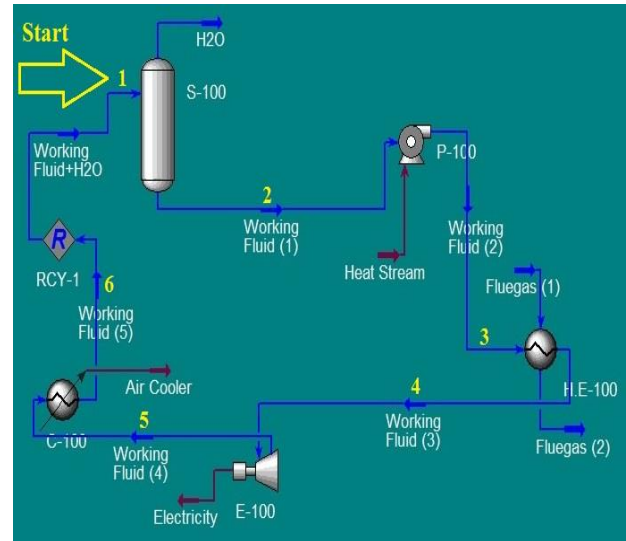 Start
1
H2O
S-100
Working
Fluid+H2O
2
Working
Fluid (1)
P-100
Working
Fluid (2)
Heat Stream
Fluegas (1)
R
RCY-1
6
Working
Fluid (5)
3
H.E-100
Air Cooler
4
Working
Fluid (3)
Fluegas (2)
C-100
5
Working
Fluid (4)
Electricity
E-100